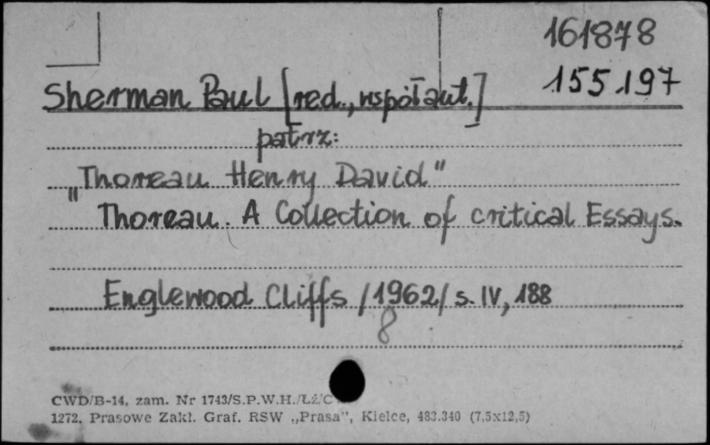 161878
Sherman Paul [red., współaut.] 155.197
patrz:
"Thoreau Henry David"
Thoreau. A Collection of critical Essays.
Englewood Cliffs /1962/ s. IV, 188
8
CWD/B-14, zam. Nr 1743/S.P.W.H./Łż/C
1272. Prasowe Zakł. Graf. RSW „Prasa”, Kielce, 483.340 (7,5x12,5)